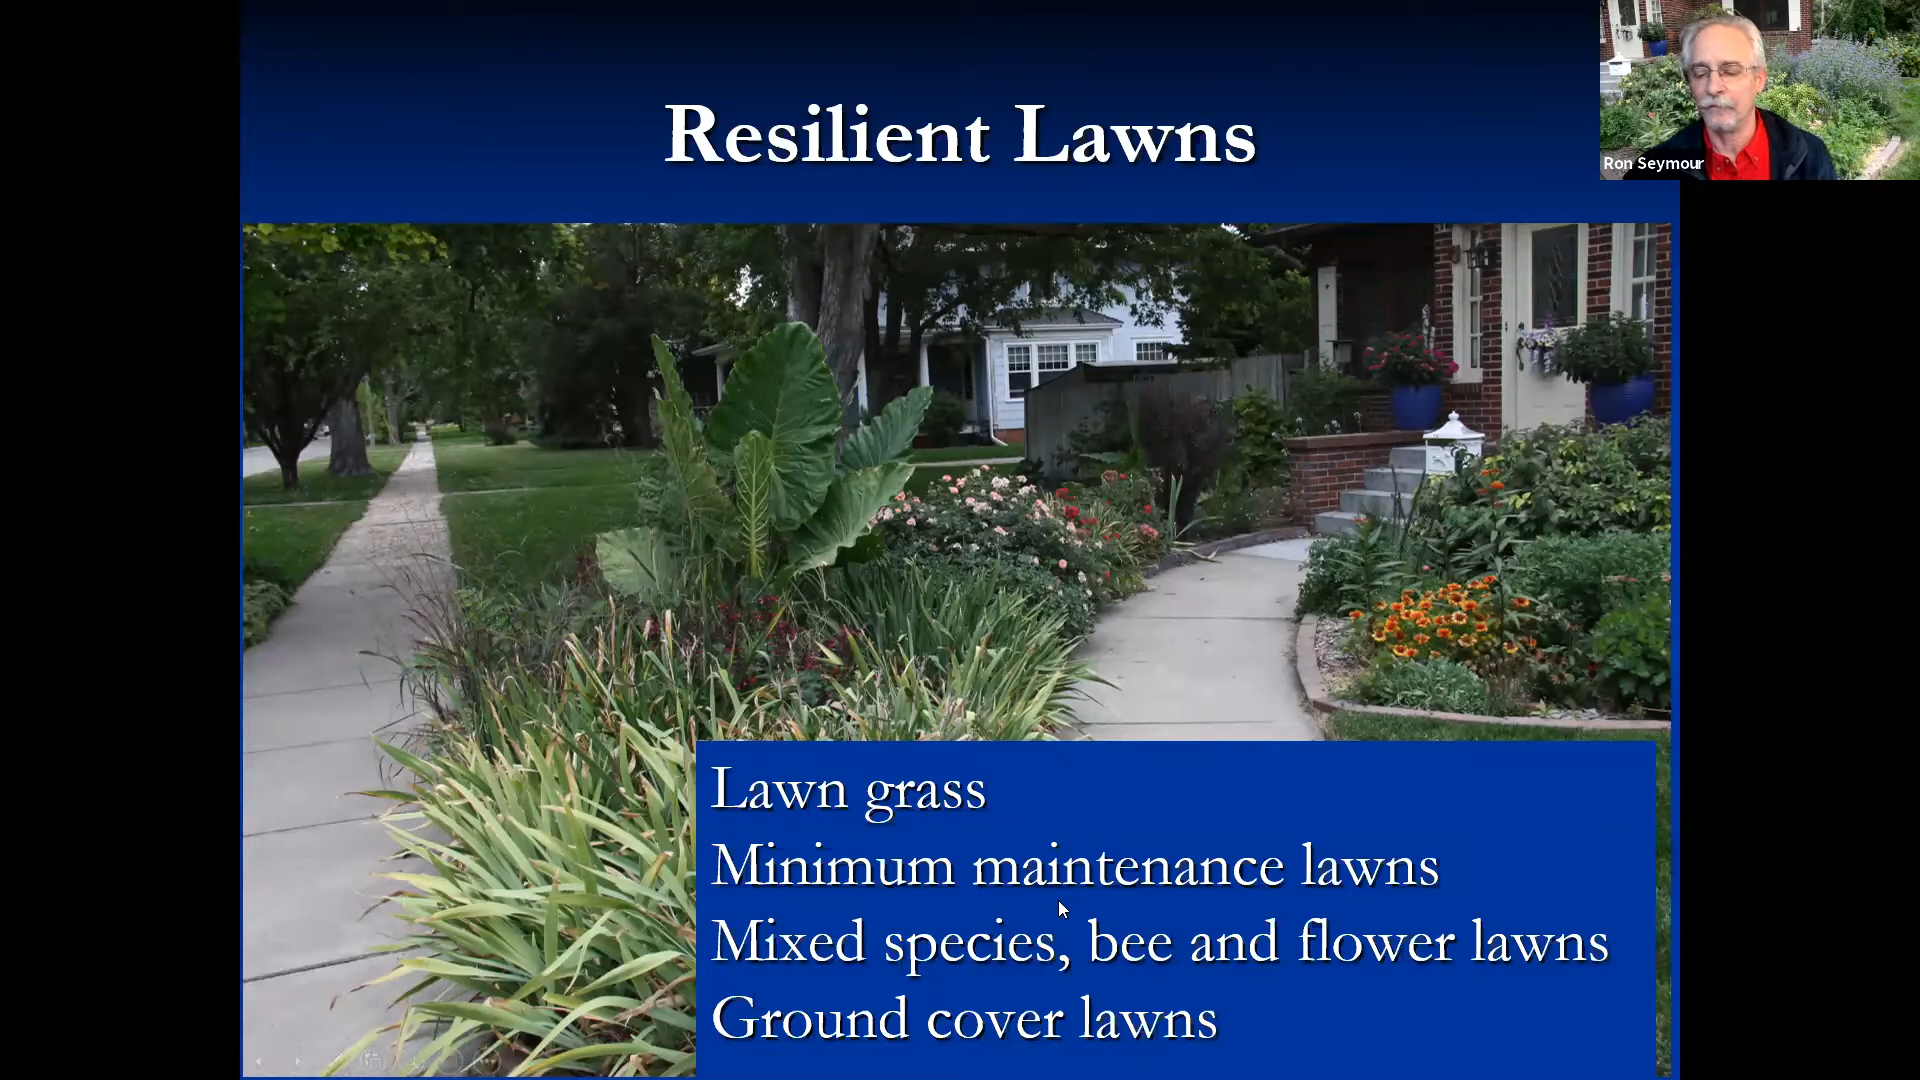 Resilient Lawns
Ron Seymour
Lawn grass
Minimum maintenance lawns
Mixed species, bee and flower lawns
Ground cover lawns